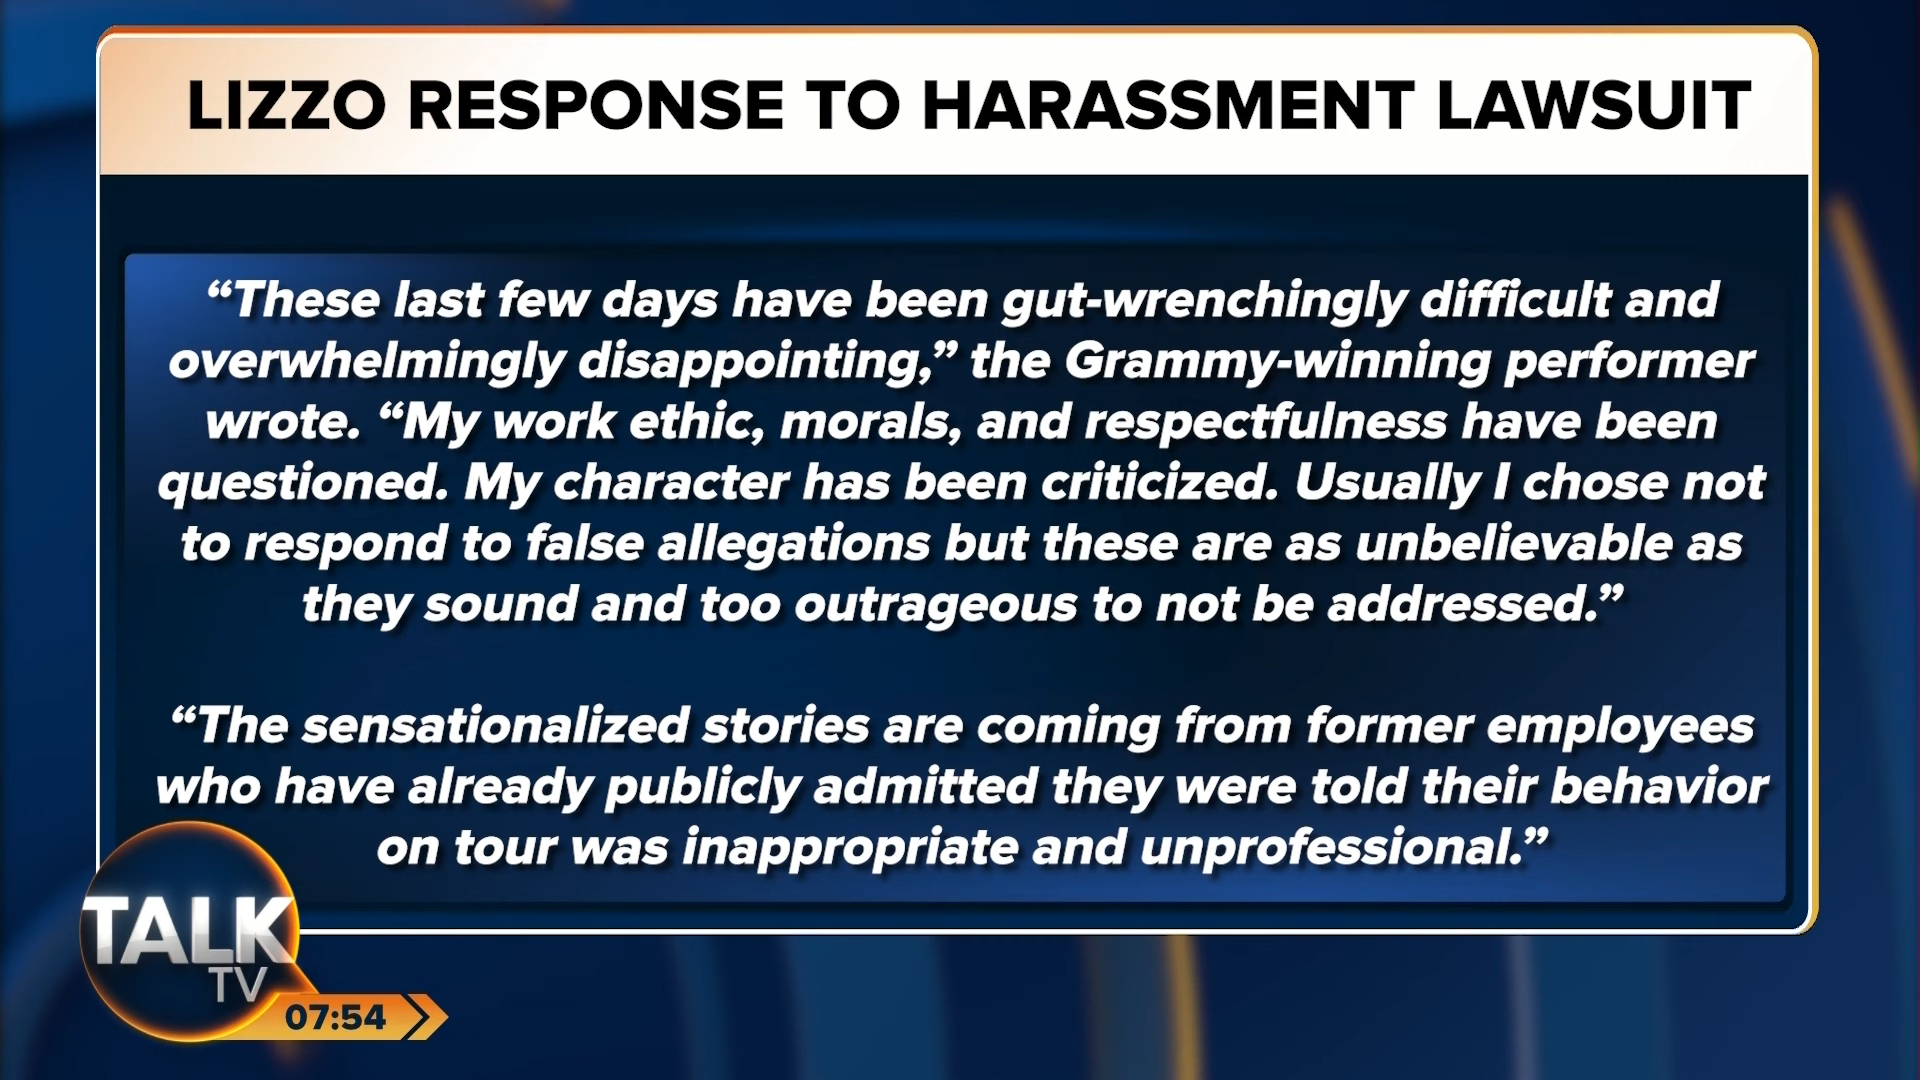 LIZZO RESPONSE TO HARASSMENT LAWSUIT
“These last few days have been gut-wrenchingly difficult and
overwhelmingly disappointing,” the Grammy-winning performer
wrote. “My work ethic, morals, and respectfulness have been
questioned. My character has been criticized. Usually I chose not
to respond to false allegations but these are as unbelievable as
they sound and too outrageous to not be addressed.”
“The sensationalized stories are coming from former employees
who have already publicly admitted they were told their behavior
on tour was inappropriate and unprofessional.”
TALK
TV
07:54